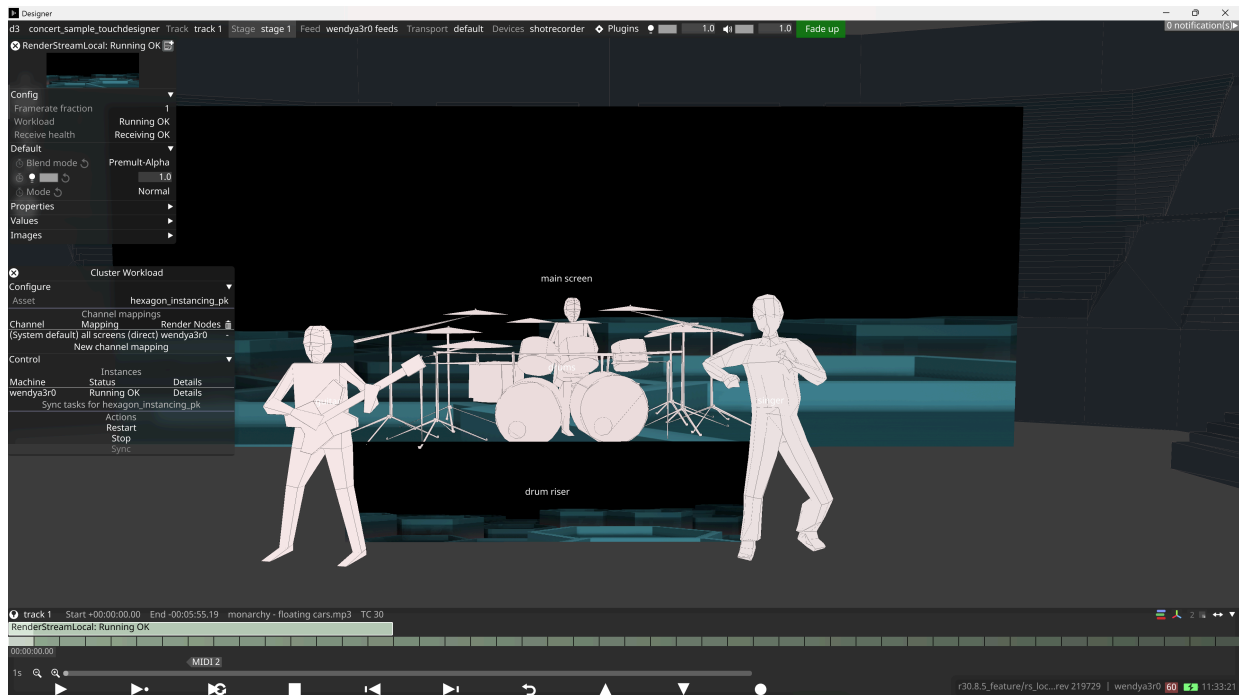 Designer
d3 concert_sample_touchdesigner Track track 1 Stage stage 1 Feed wendya3r0 feeds Transport default Devices shotrecorder Plugins 1.0 1.0 Fade up
0 notification(s)
RenderStreamLocal: Running OK
Config
Framerate fraction 1
Workload Running OK
Receive health Receiving OK
Default
Blend mode Premult-Alpha
1.0
Mode Normal
Properties
Values
Images
Cluster Workload
Configure
Asset hexagon_instancing_pk
Channel mappings
Channel Mapping Render Nodes
(System default) all screens (direct) wendya3r0 -
New channel mapping
Control
Instances
Machine Status Details
wendya3r0 Running OK Details
Sync tasks for hexagon_instancing_pk
Actions
Restart
Stop
Sync
main screen
singer
drum riser
track 1 Start +00:00:00.00 End -00:05:55.19 monarchy - floating cars.mp3 TC 30
2
RenderStreamLocal: Running OK
00:00:00.00
MIDI 2
1s
r30.8.5_feature/rs_loc...rev 219729 | wendya3r0 60 11:33:21